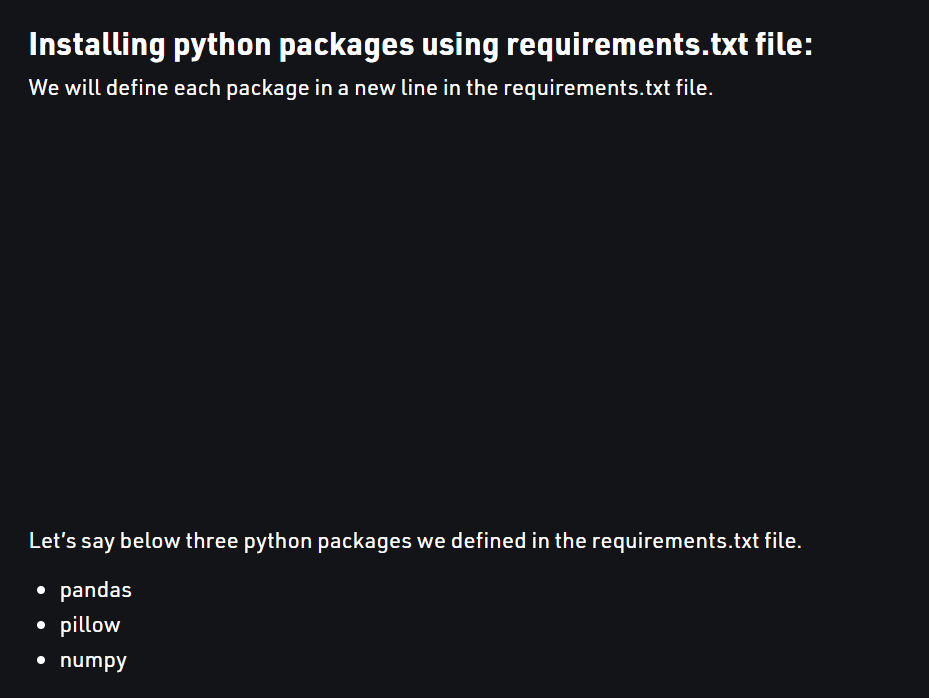 Installing python packages using requirements.txt file:
We will define each package in a new line in the requirements.txt file.
Let’s say below three python packages we defined in the requirements.txt file.
• pandas
• pillow
• numpy